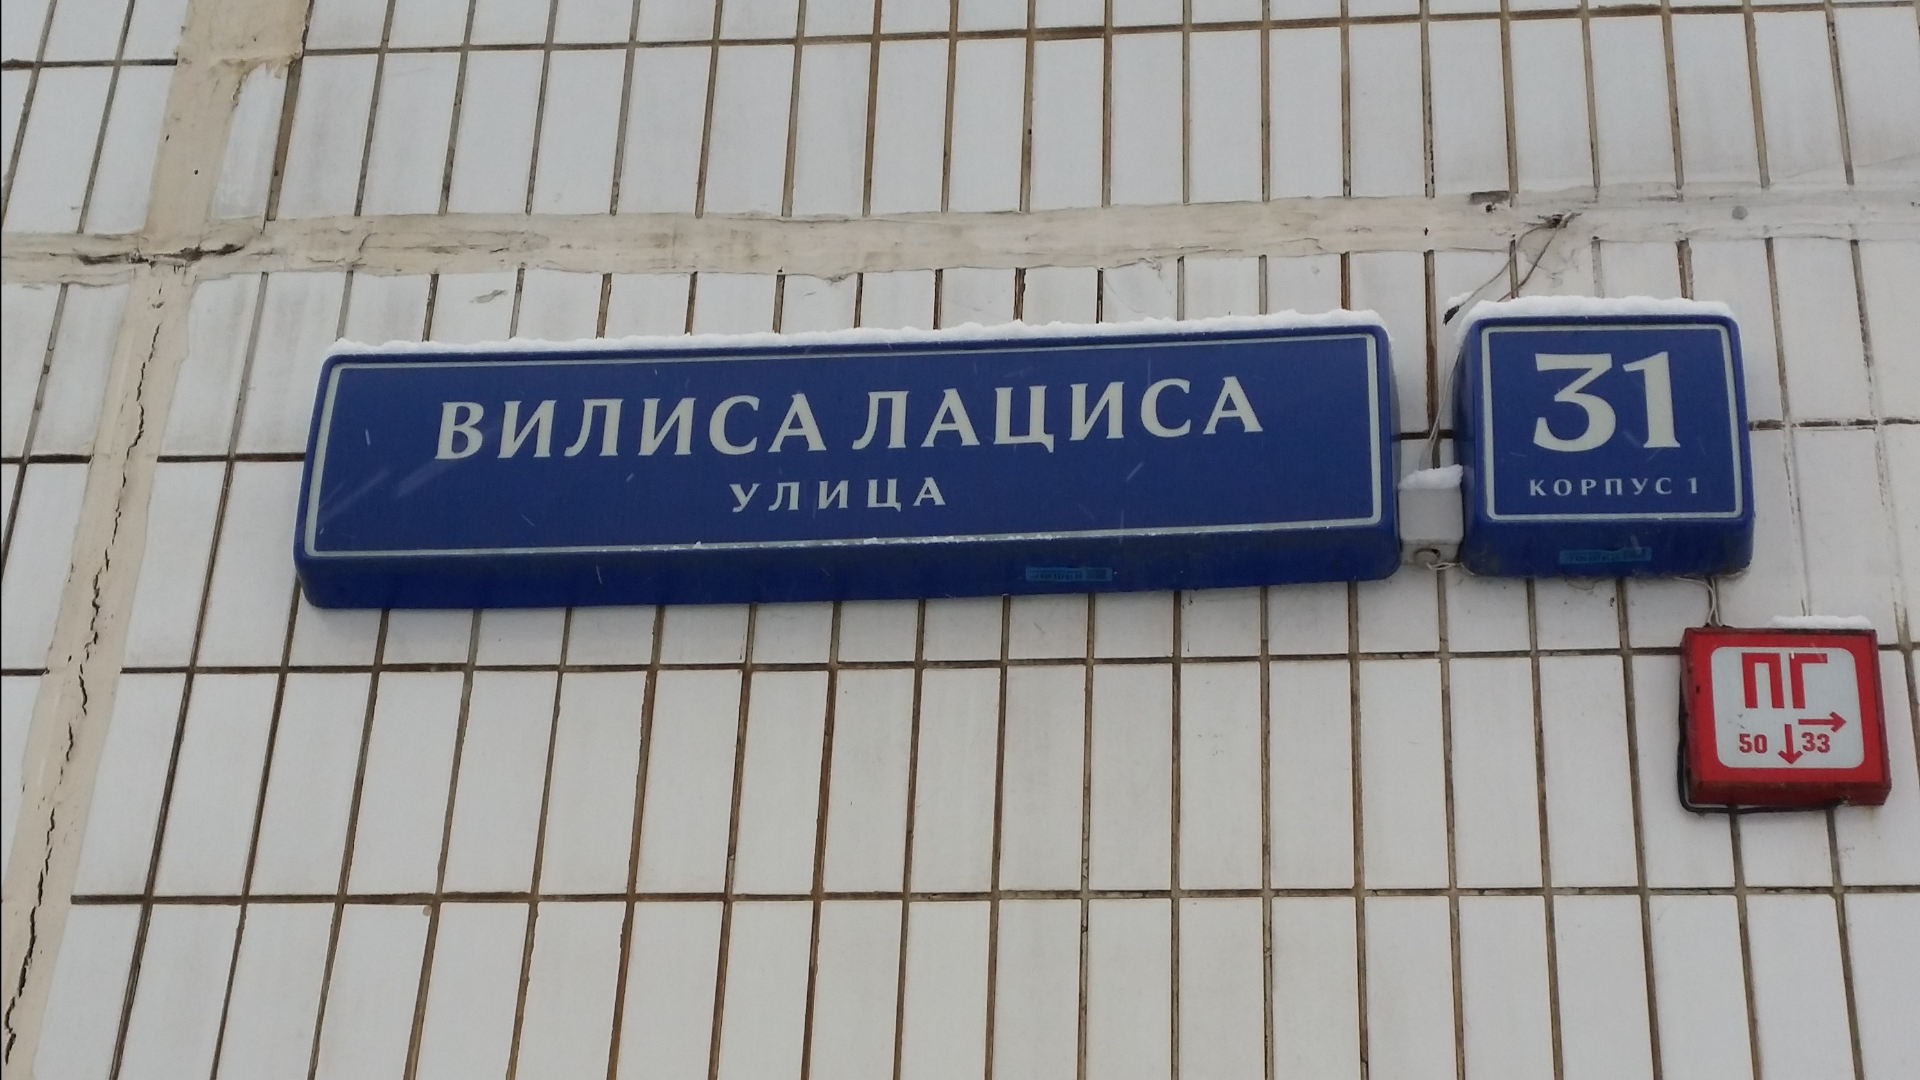 ВИЛИСА ЛАЦИСА
УЛИЦА
31
КОРПУС 1
ПГ
50 33